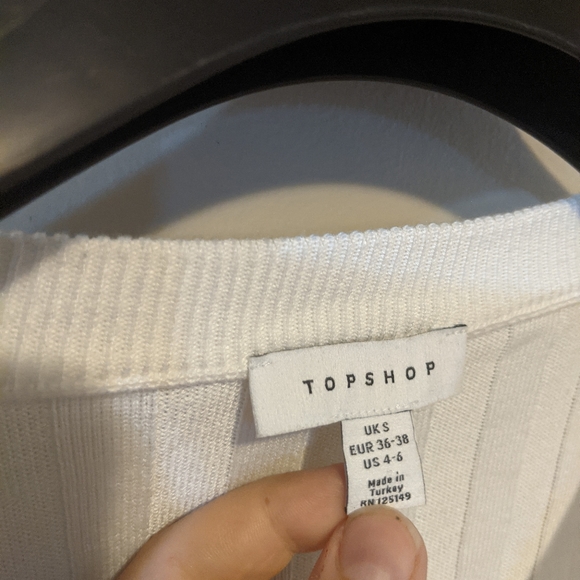 TOPSHOP
UK S
EUR 36-38
US 4-6
Made in
Turkey
RN 125149